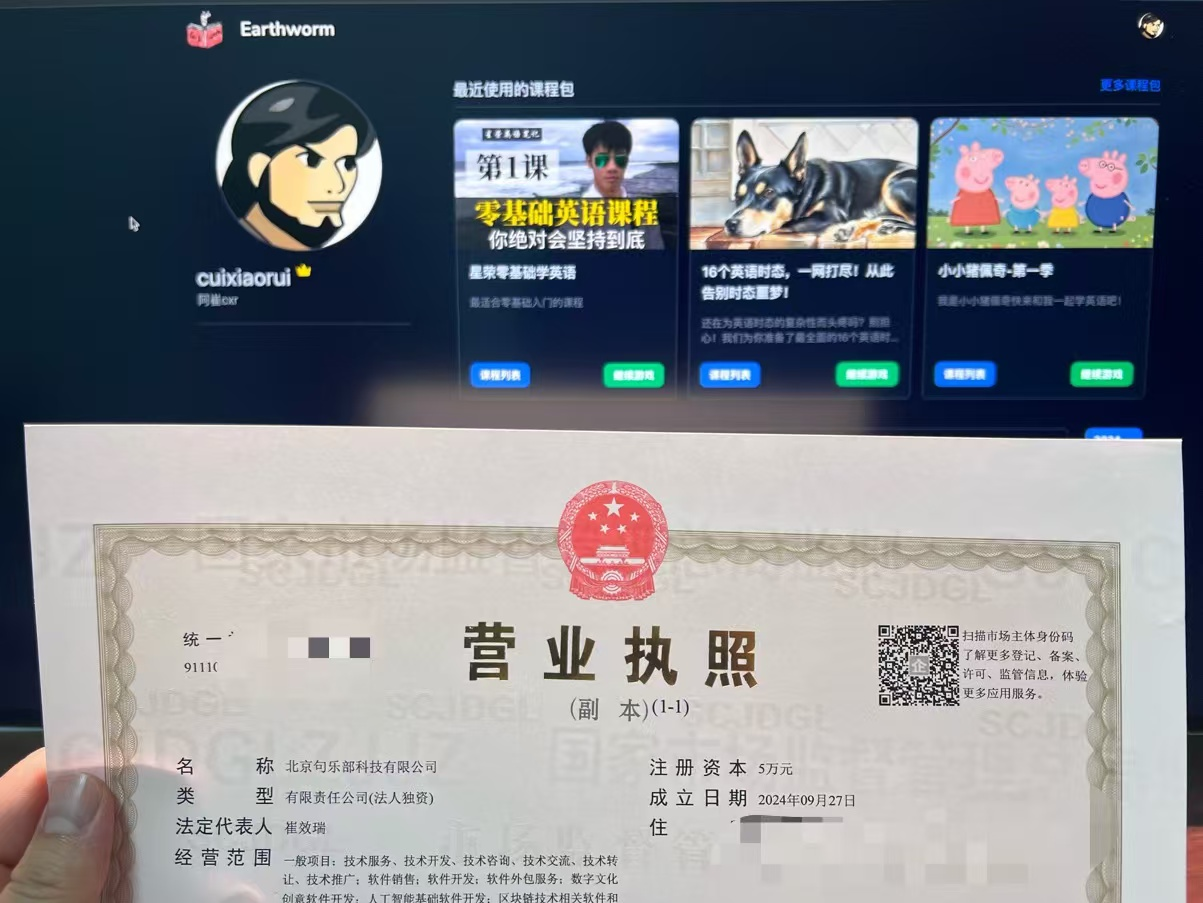 Earthworm
最近使用的课程包
更多课程包
星荣英语笔记
第1课
零基础英语课程
你绝对会坚持到底
cuixiaorui
阿崔cxr
星荣零基础学英语
最适合零基础入门的课程
课程列表
继续游戏
16个英语时态，一网打尽！从此
告别时态噩梦！
还在为英语时态的复杂性而头疼吗？别担
心！我们为你准备了最全面的16个英语时...
课程列表
继续游戏
小小猪佩奇-第一季
我是小小猪佩奇快来和我一起学英语吧！
课程列表
继续游戏
统一
9111
营业执照
(副 本)(1-1)
企
扫描市场主体身份码
了解更多登记、备案、
许可、监管信息，体验
更多应用服务。
名 称 北京句乐部科技有限公司
类 型 有限责任公司(法人独资)
法定代表人 崔效瑞
经营范围 一般项目：技术服务、技术开发、技术咨询、技术交流、技术转
让、技术推广；软件销售；软件开发；软件外包服务；数字文化
创意软件开发；人工智能基础软件开发；区块链技术相关软件和
注册资本 5万元
成立日期 2024年09月27日
住
SCJDGL
SCJDGL
SCJDGL